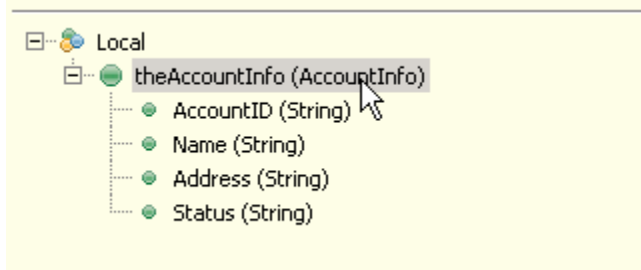 Local
theAccountInfo (AccountInfo)
AccountID (String)
Name (String)
Address (String)
Status (String)